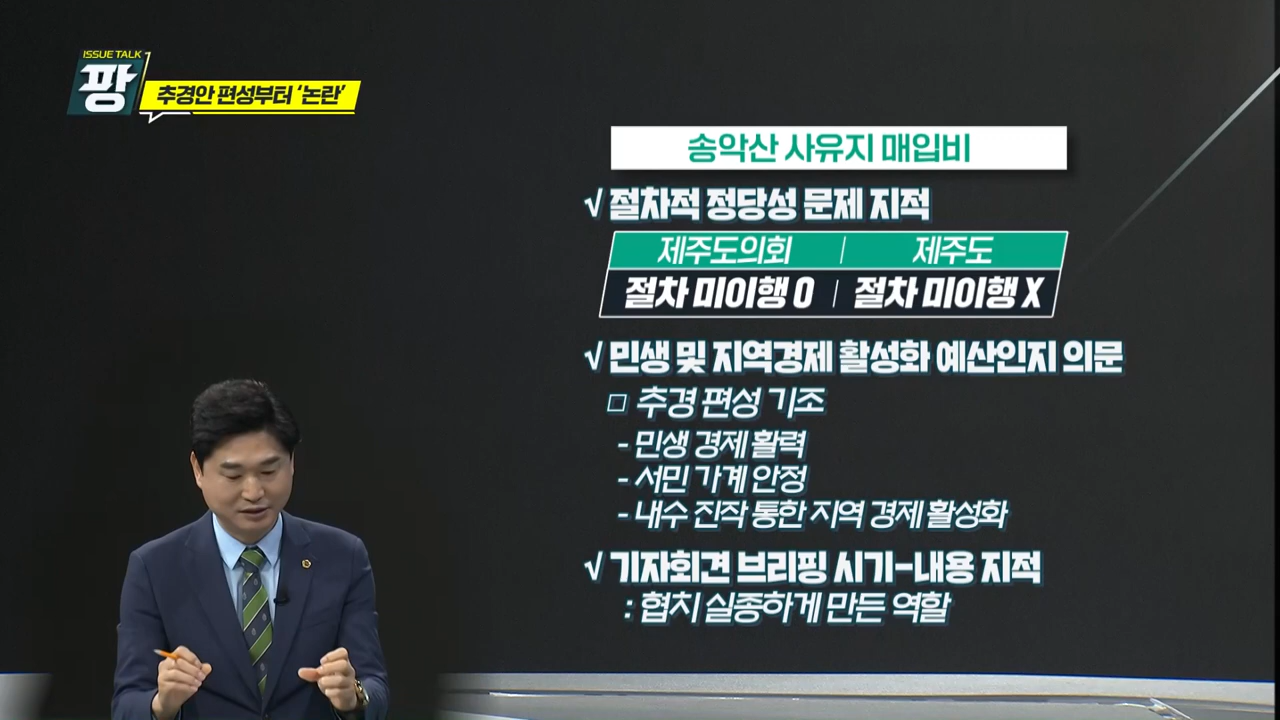 ISSUE TALK
팡
추경안 편성부터 '논란'
송악산 사유지 매입비
√ 절차적 정당성 문제 지적
제주도의회 | 제주도
절차 미이행 O | 절차 미이행 X
√ 민생 및 지역경제 활성화 예산인지 의문
□ 추경 편성 기조
- 민생 경제 활력
- 서민 가계 안정
- 내수 진작 통한 지역 경제 활성화
√ 기자회견 브리핑 시기-내용 지적
: 협치 실종하게 만든 역할